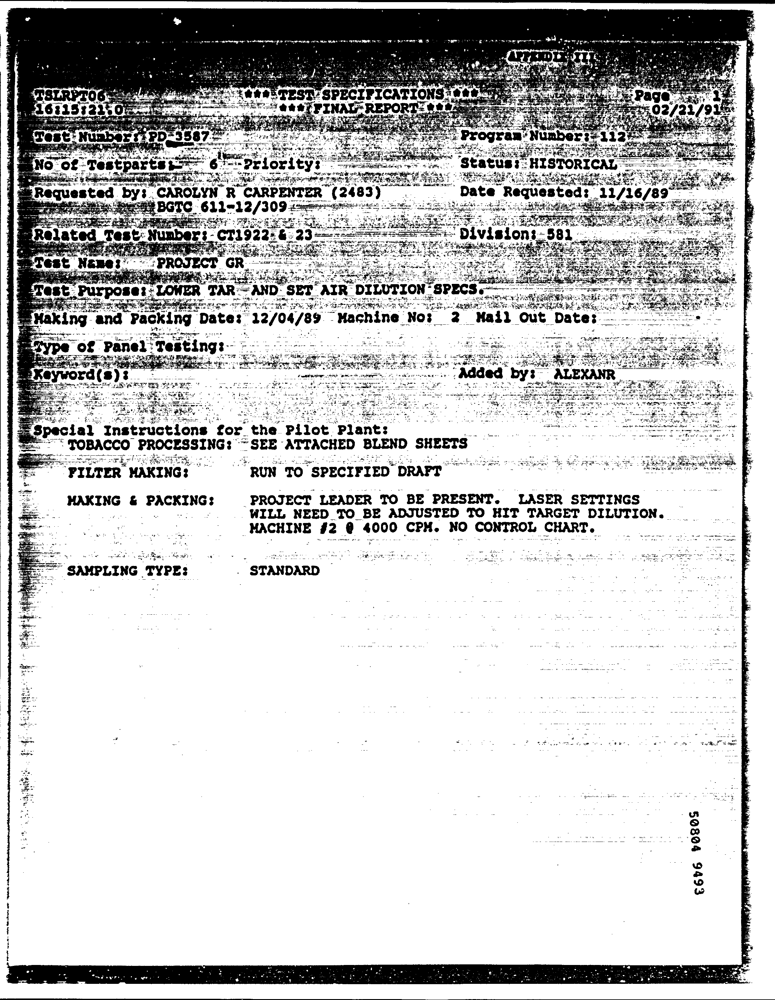 APPENDIX III
TSLRPT06 *** TEST SPECIFICATIONS *** Page 1
16:15:21.0 *** FINAL REPORT *** 02/21/91
Test Number: PD 3587 Program Number: 112
No of Testparts: 6 Priority: Status: HISTORICAL
Requested by: CAROLYN R CARPENTER (2483) Date Requested: 11/16/89
BGTC 611-12/309
Related Test Number: CT1922 & 23 Division: 581
Test Name: PROJECT GR
Test Purpose: LOWER TAR AND SET AIR DILUTION SPECS.
Making and Packing Date: 12/04/89 Machine No: 2 Mail Out Date:
Type of Panel Testing:
Keyword(s): Added by: ALEXANR
Special Instructions for the Pilot Plant:
TOBACCO PROCESSING: SEE ATTACHED BLEND SHEETS
FILTER MAKING: RUN TO SPECIFIED DRAFT
MAKING & PACKING: PROJECT LEADER TO BE PRESENT. LASER SETTINGS
WILL NEED TO BE ADJUSTED TO HIT TARGET DILUTION.
MACHINE #2 @ 4000 CPM. NO CONTROL CHART.
SAMPLING TYPE: STANDARD
50804 9493